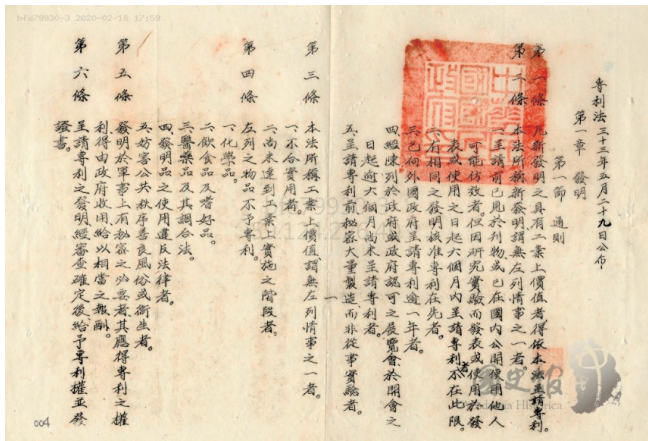 專利法 三十三年五月二十九日公布
第一章 發明
第一節 通則
第一條 凡新發明之具有工業上價值者得依本法呈請專利。
第二條 本法所稱新發明謂無左列情事之一者
一、呈請前已見於刊物或已在國內公開使用他人
可能仿效者。但因研究實驗而發表或使用於發
表或使用之日起六個月內呈請專利者不在此限。
二、有相同之發明核准專利在先者。
三、已向外國政府呈請專利逾一年者。
四、經陳列於政府或政府認可之展覽會於開會之
日起逾六個月尚未呈請專利者。
五、呈請專利前秘密大量製造而非從事實驗者。
第三條 本法所稱工業上價值謂無左列情事之一者。
一、不合實用者。
二、尚未達到工業上實施之階段者。
第四條 左列之物品不予專利。
一、化學品。
二、飲食品及嗜好品。
三、醫藥品及其調合法。
四、發明品之使用違反法律者。
五、妨害公共秩序善良風俗或衛生者。
第五條 發明於軍事上有秘密之必要者其應得專利之權
利得由政府收用給以相當之報酬。
第六條 呈請專利之發明經審查確定後給予專利權並發
證書。
004